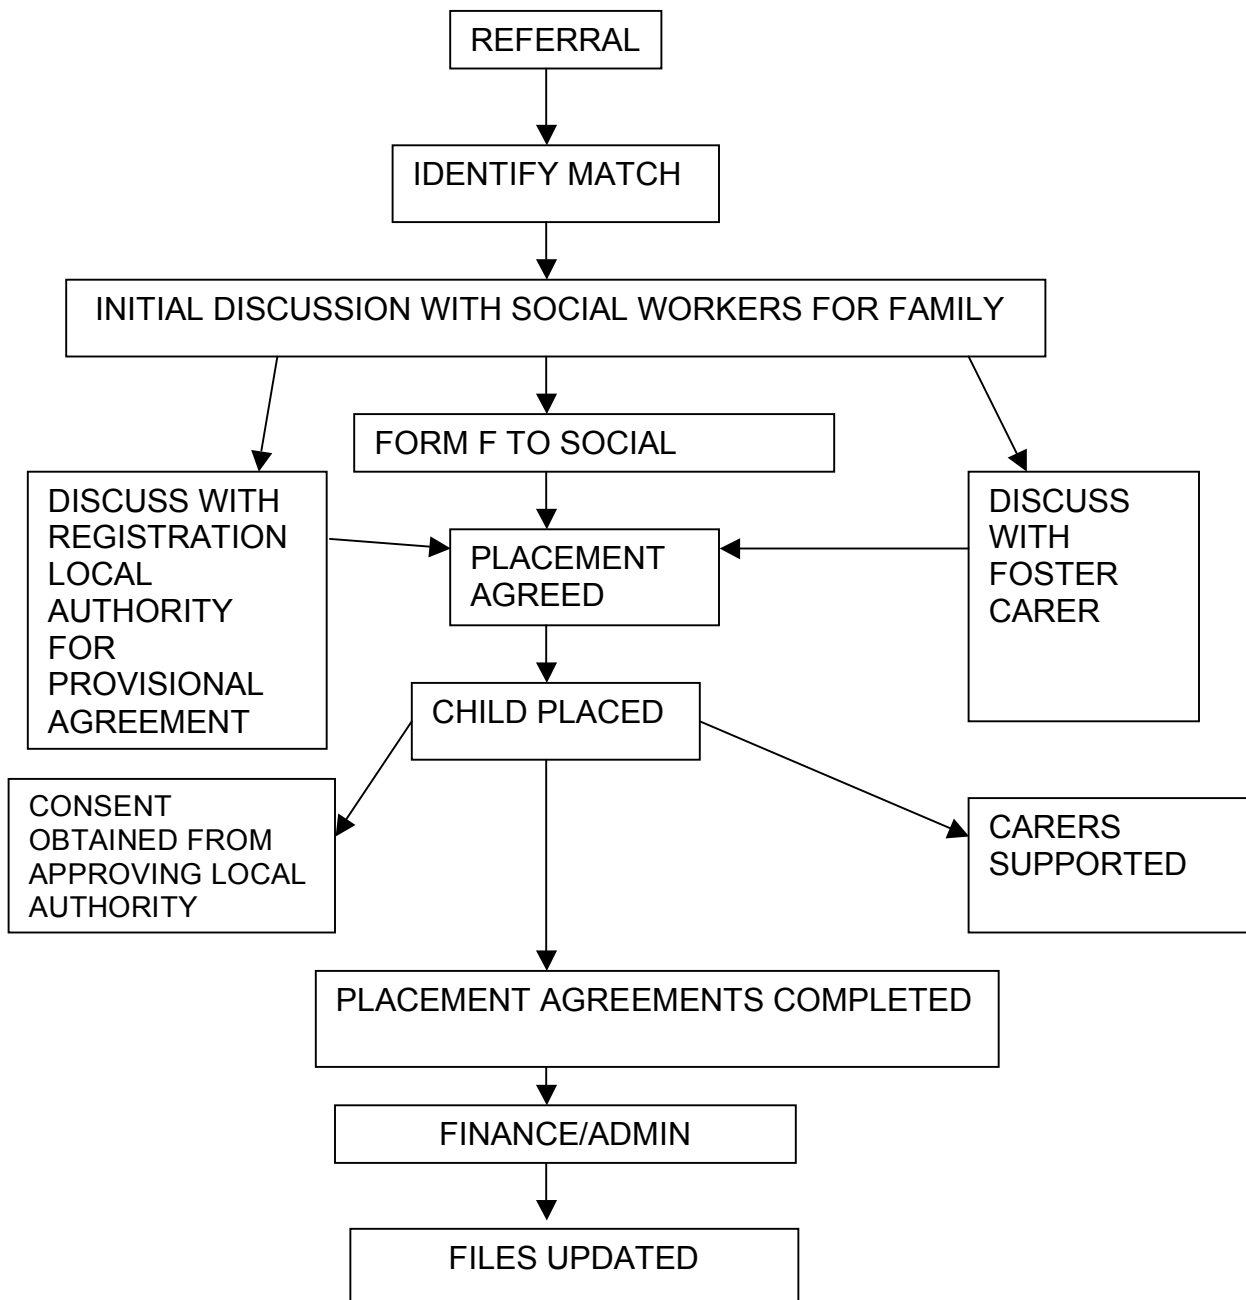 REFERRAL
IDENTIFY MATCH
INITIAL DISCUSSION WITH SOCIAL WORKERS FOR FAMILY
FORM F TO SOCIAL
DISCUSS WITH
REGISTRATION
LOCAL
AUTHORITY
FOR
PROVISIONAL
AGREEMENT
PLACEMENT
AGREED
DISCUSS
WITH
FOSTER
CARER
CHILD PLACED
CONSENT
OBTAINED FROM
APPROVING LOCAL
AUTHORITY
CARERS
SUPPORTED
PLACEMENT AGREEMENTS COMPLETED
FINANCE/ADMIN
FILES UPDATED